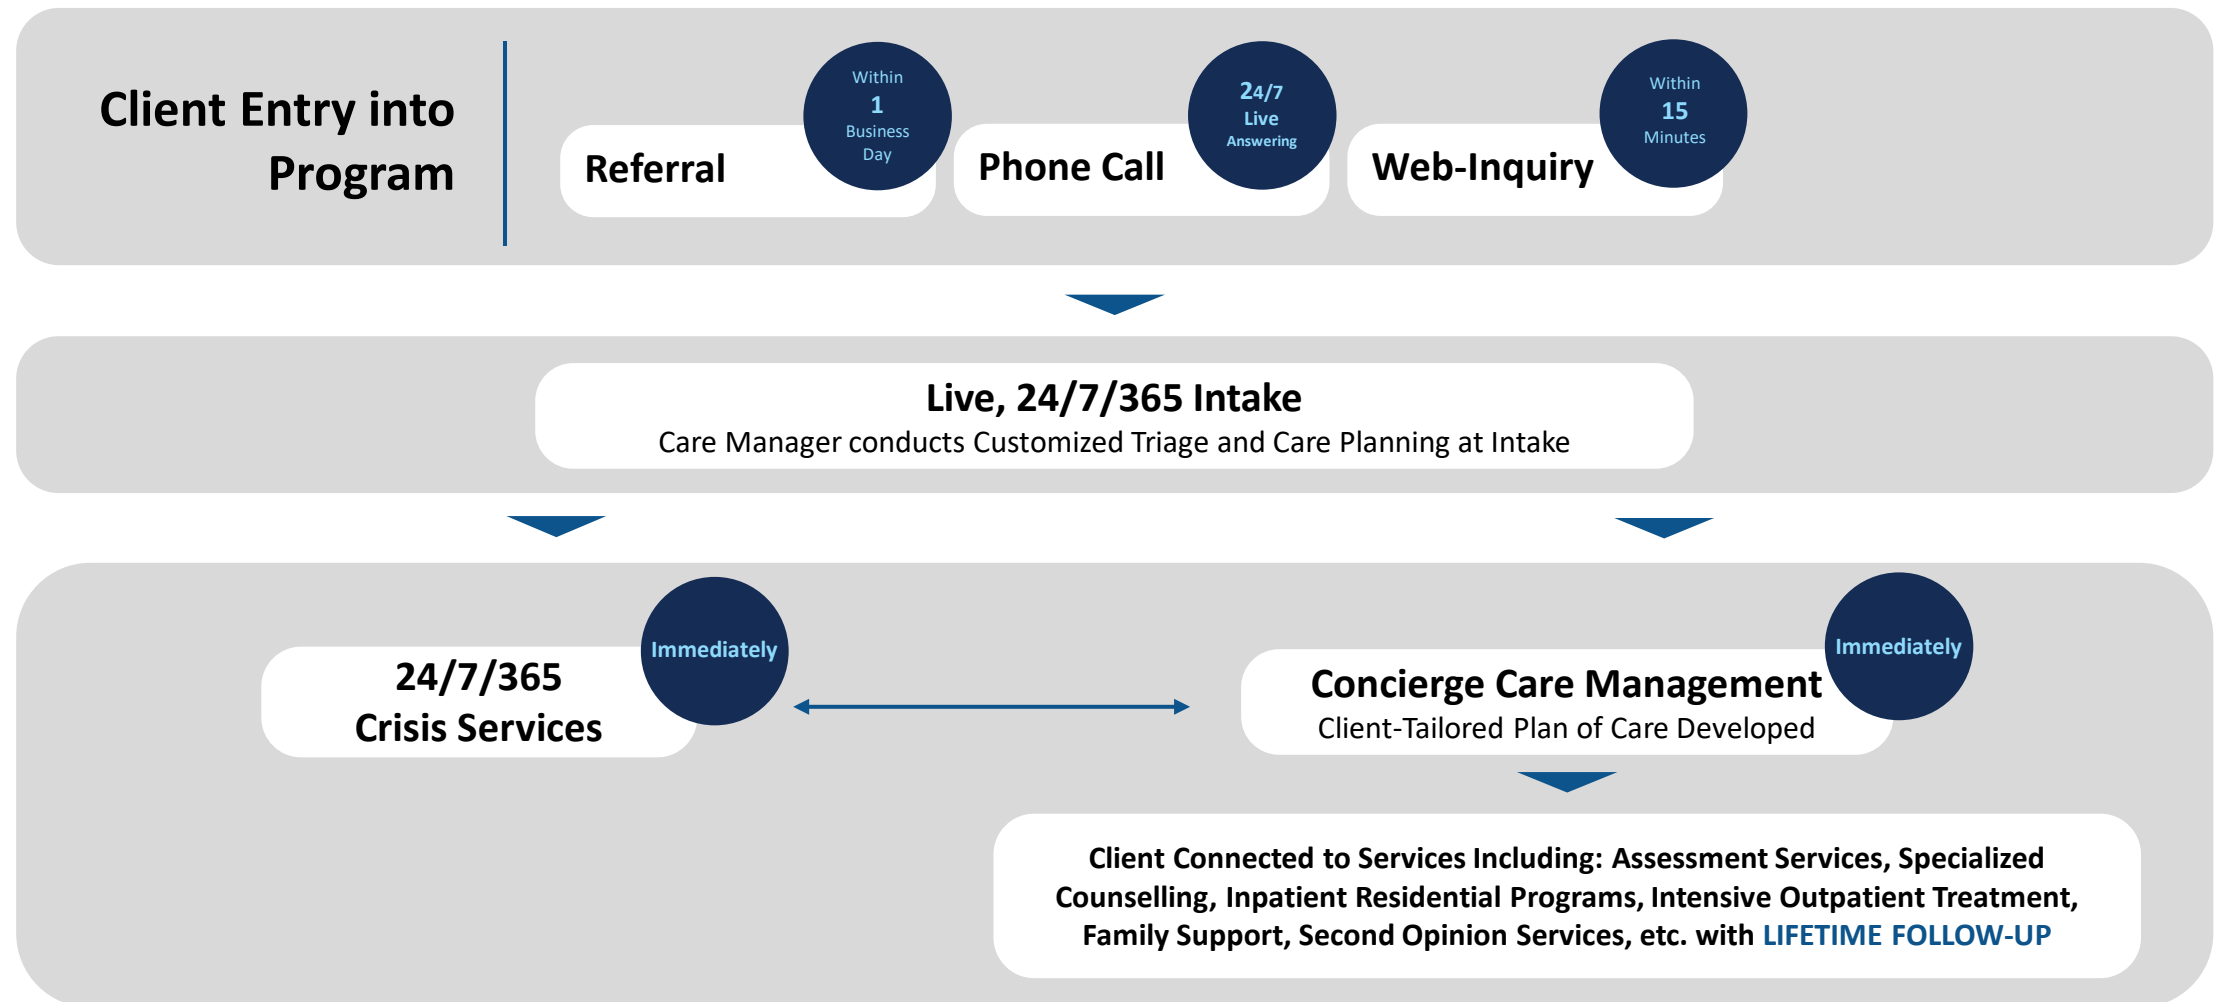 Client Entry into
Program
Referral
Within
1
Business
Day
Phone Call
24/7
Live
Answering
Web-Inquiry
Within
15
Minutes
Live, 24/7/365 Intake
Care Manager conducts Customized Triage and Care Planning at Intake
24/7/365
Crisis Services
Immediately
Concierge Care Management
Client-Tailored Plan of Care Developed
Immediately
Client Connected to Services Including: Assessment Services, Specialized
Counselling, Inpatient Residential Programs, Intensive Outpatient Treatment,
Family Support, Second Opinion Services, etc. with LIFETIME FOLLOW-UP